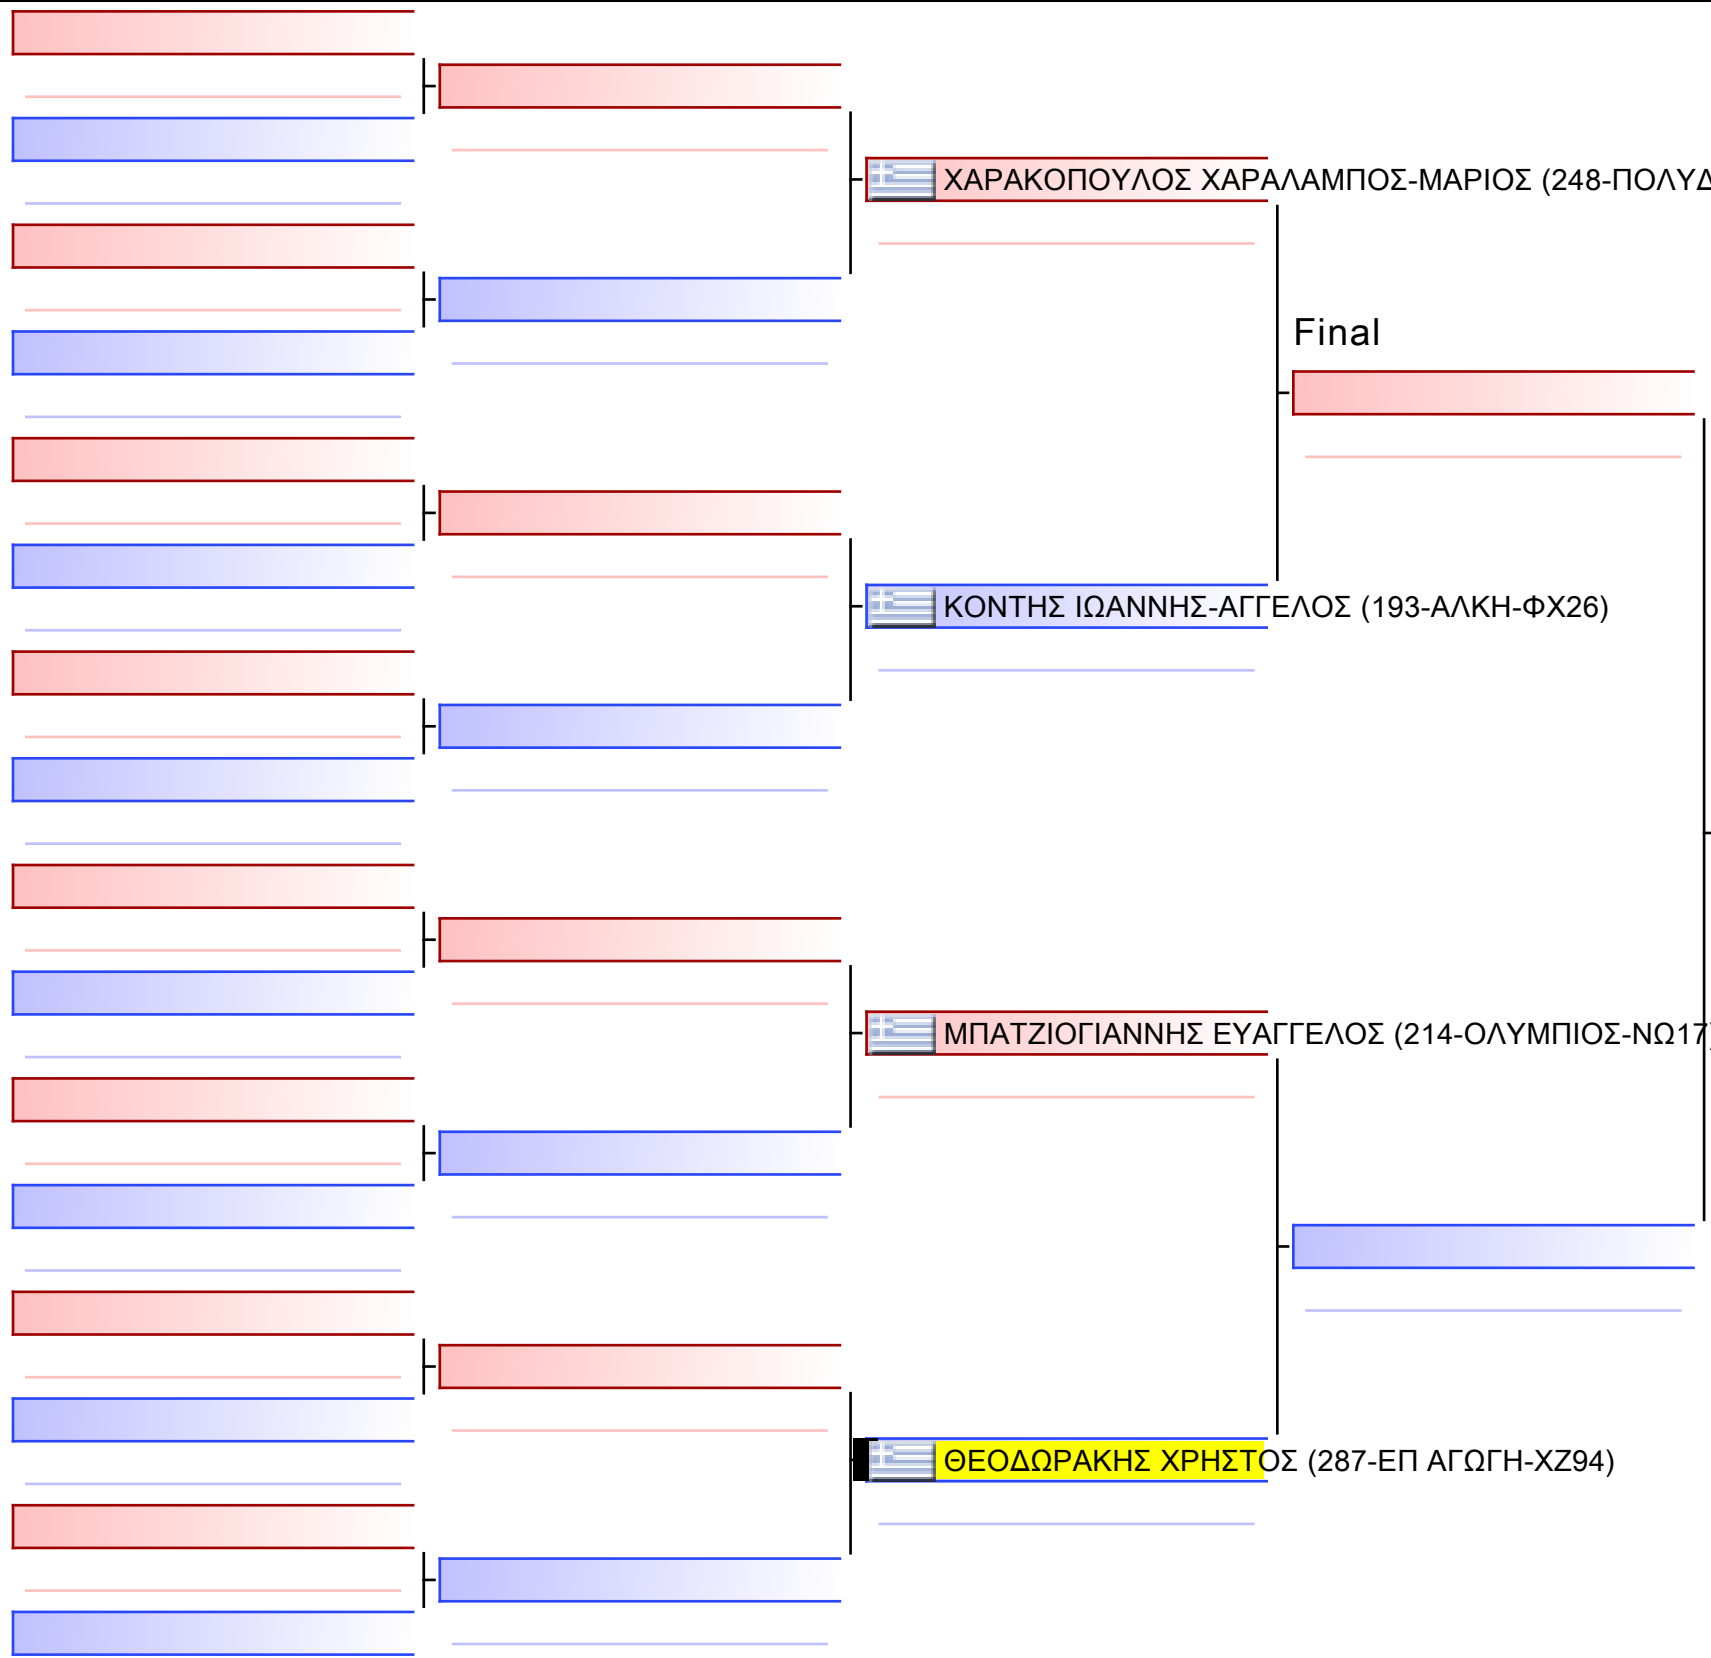 ΧΑΡΑΚΟΠΟΥΛΟΣ ΧΑΡΑΛΑΜΠΟΣ-ΜΑΡΙΟΣ (248-ΠΟΛΥΔ
Final
ΚΟΝΤΗΣ ΙΩΑΝΝΗΣ-ΑΓΓΕΛΟΣ (193-ΑΛΚΗ-ΦΧ26)
ΜΠΑΤΖΙΟΓΙΑΝΝΗΣ ΕΥΑΓΓΕΛΟΣ (214-ΟΛΥΜΠΙΟΣ-ΝΩ17)
ΘΕΟΔΩΡΑΚΗΣ ΧΡΗΣΤΟΣ (287-ΕΠ ΑΓΩΓΗ-ΧΖ94)